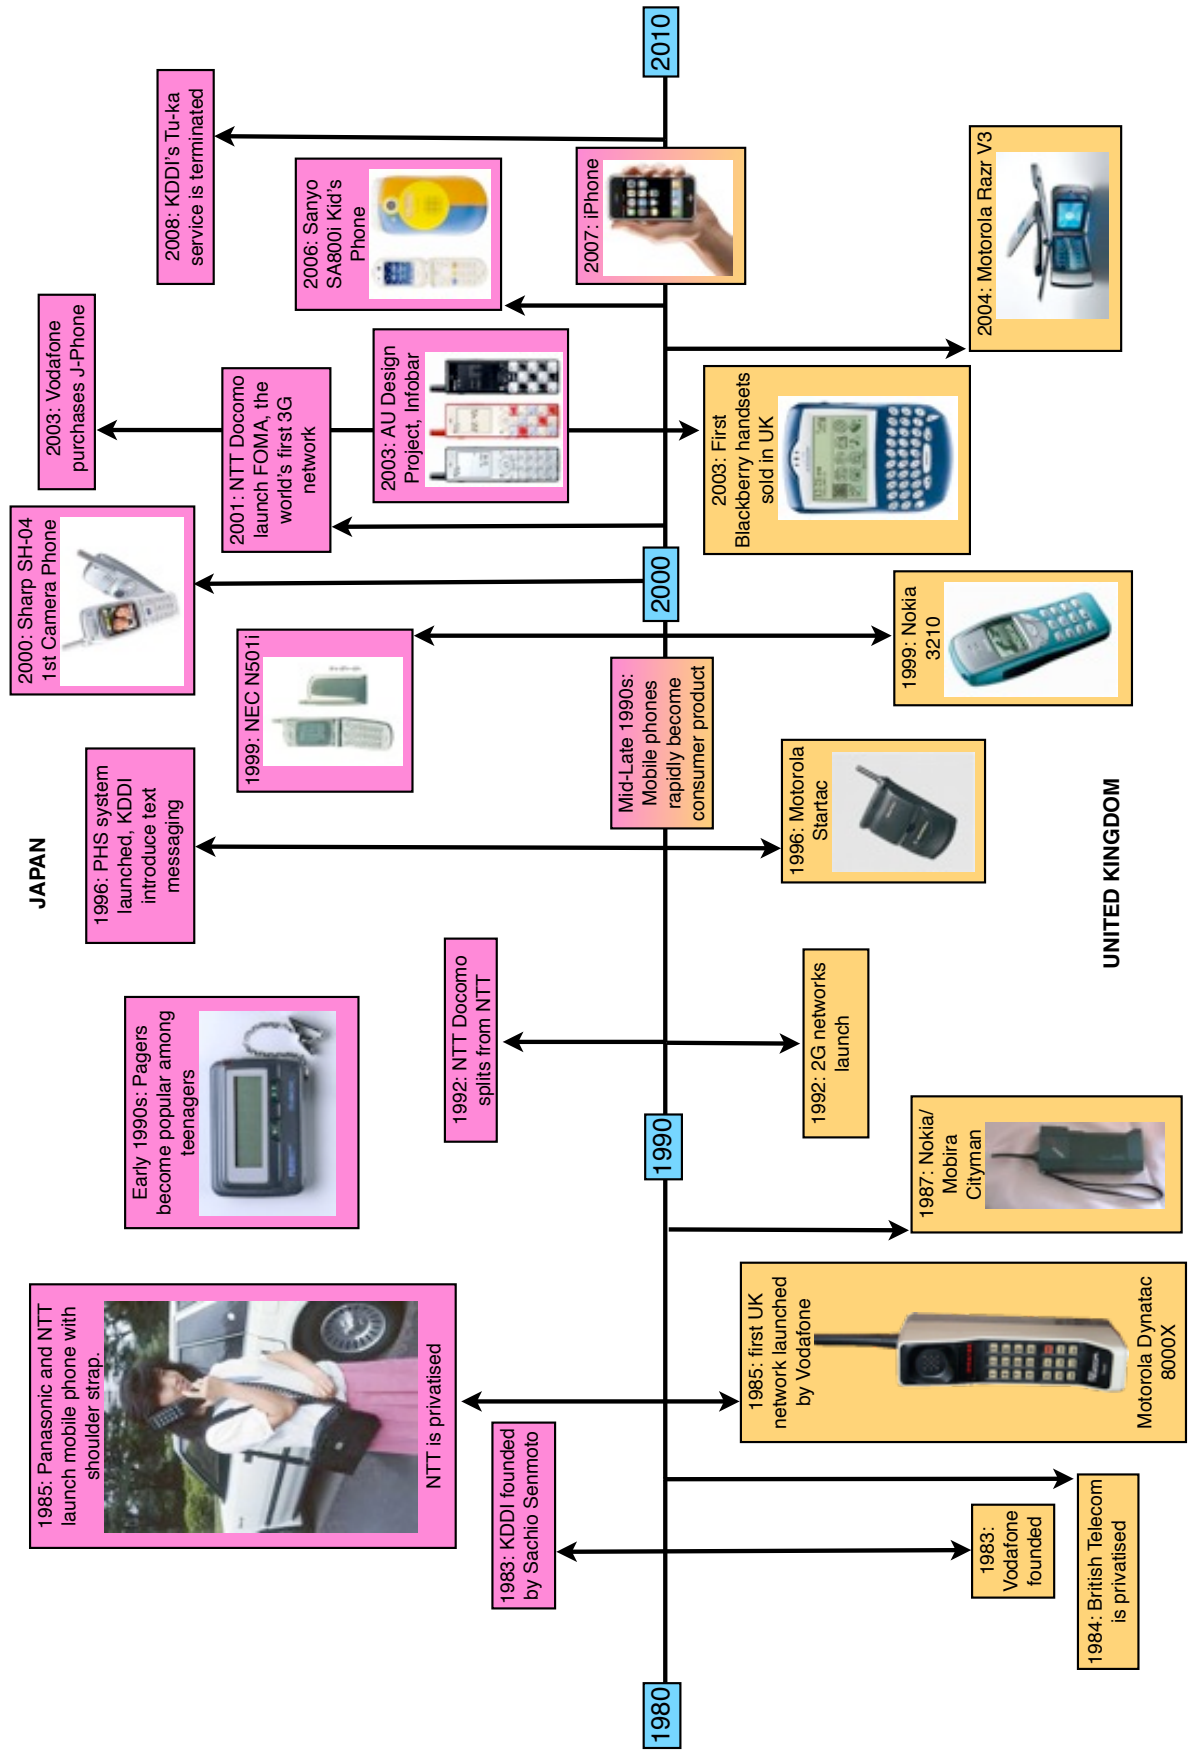 JAPAN
1985: Panasonic and NTT
launch mobile phone with
shoulder strap.
NTT is privatised
1983: KDDI founded
by Sachio Senmoto
Early 1990s: Pagers
become popular among
teenagers
1992: NTT Docomo
splits from NTT
1996: PHS system
launched, KDDI
introduce text
messaging
1999: NEC N501i
2000: Sharp SH-04
1st Camera Phone
2001: NTT Docomo
launch FOMA, the
world's first 3G
network
2003: Vodafone
purchases J-Phone
2003: AU Design
Project, Infobar
2006: Sanyo
SA800i Kid's
Phone
2008: KDDI's Tu-ka
service is terminated
1980
1990
Mid-Late 1990s:
Mobile phones
rapidly become
consumer product
2000
2007: iPhone
2010
1983:
Vodafone
founded
1984: British Telecom
is privatised
1985: first UK
network launched
by Vodafone
Motorola Dynatac
8000X
1987: Nokia/
Mobira
Cityman
1992: 2G networks
launch
1996: Motorola
Startac
1999: Nokia
3210
2003: First
Blackberry handsets
sold in UK
2004: Motorola Razr V3
UNITED KINGDOM